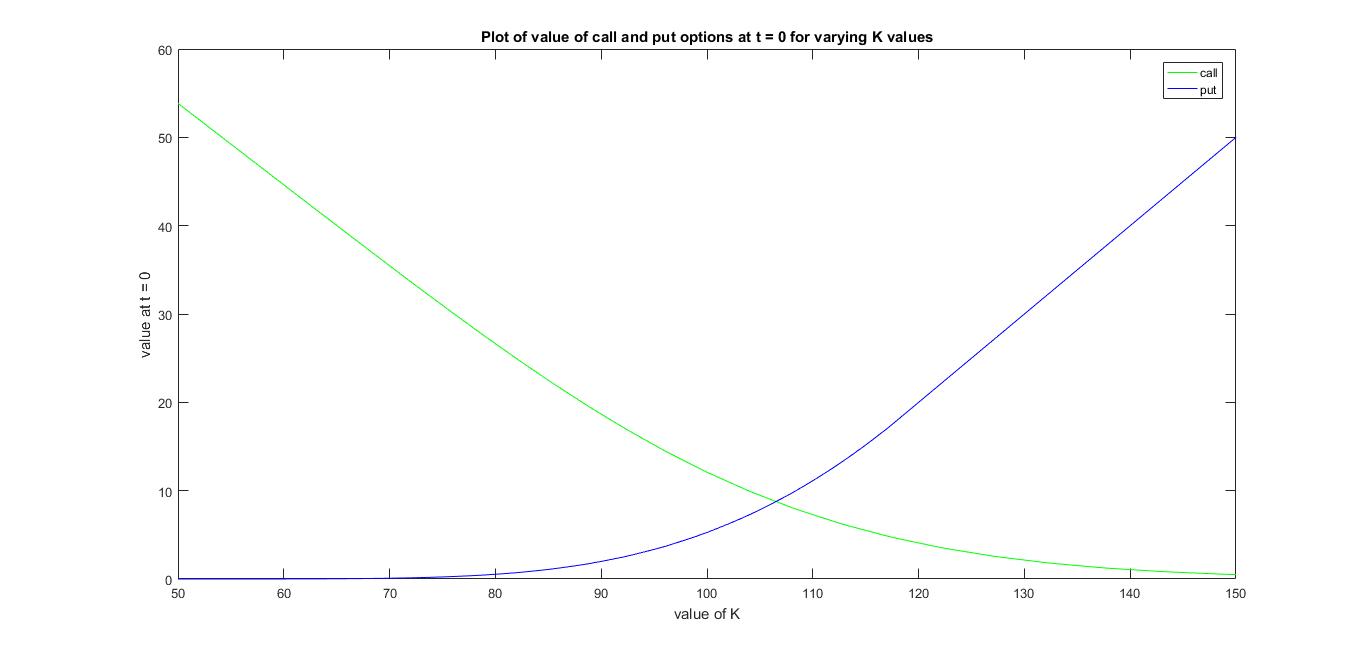 Plot of value of call and put options at t = 0 for varying K values
call
put
60
50
40
30
20
10
0
value at t = 0
50 60 70 80 90 100 110 120 130 140 150
value of K